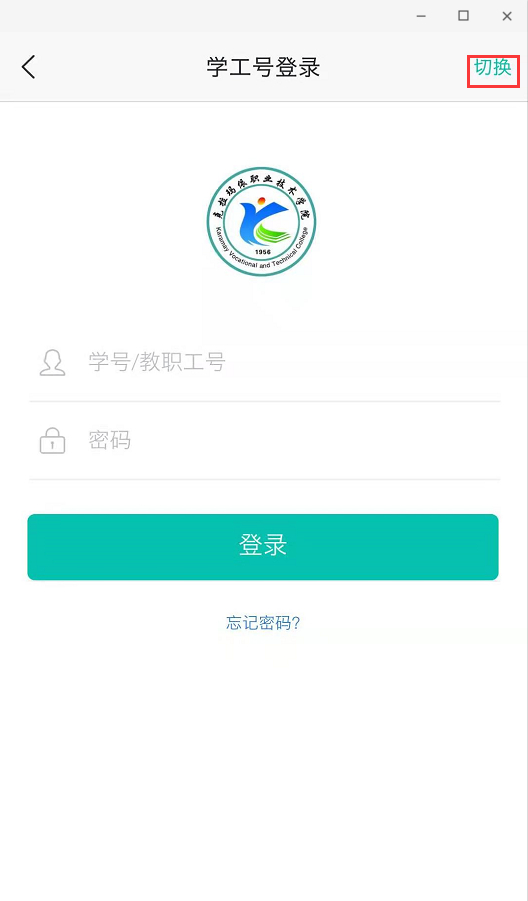 学工号登录
切换
克拉玛依职业技术学院
1956
Karamay Vocational and Technical College
学号/教职工号
密码
登录
忘记密码?